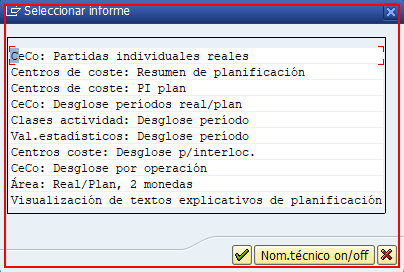 Seleccionar informe
CeCo: Partidas individuales reales
Centros de coste: Resumen de planificación
Centros de coste: PI plan
CeCo: Desglose períodos real/plan
Clases actividad: Desglose período
Val.estadísticos: Desglose período
Centros coste: Desglose p/interloc.
CeCo: Desglose por operación
Área: Real/Plan, 2 monedas
Visualización de textos explicativos de planificación
Nom.técnico on/off